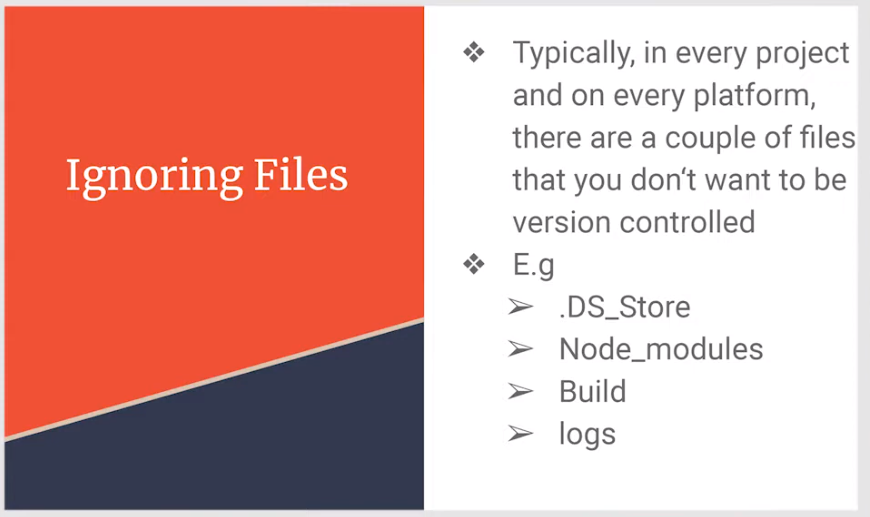 Ignoring Files
❖ Typically, in every project
and on every platform,
there are a couple of files
that you don‘t want to be
version controlled
❖ E.g
➢ .DS_Store
➢ Node_modules
➢ Build
➢ logs